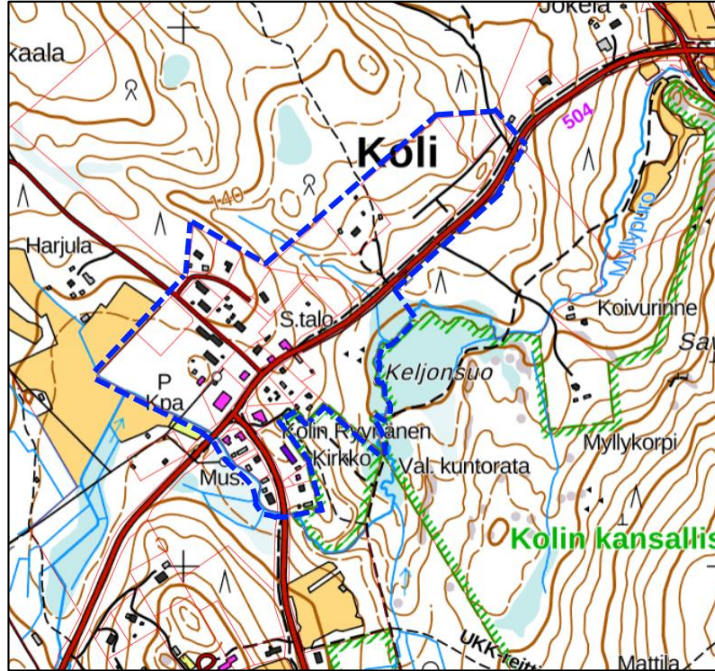 Jokela
kaala
504
Koli
140
Myllypuro
Harjula
S.talo
Koivurinne
Keljonsuo
P
Kpa
Kolin Ryynänen
Kirkko
Mus.
Val. kuntorata
Myllykorpi
Kolin kansallis
UKK-reitt
Mattila